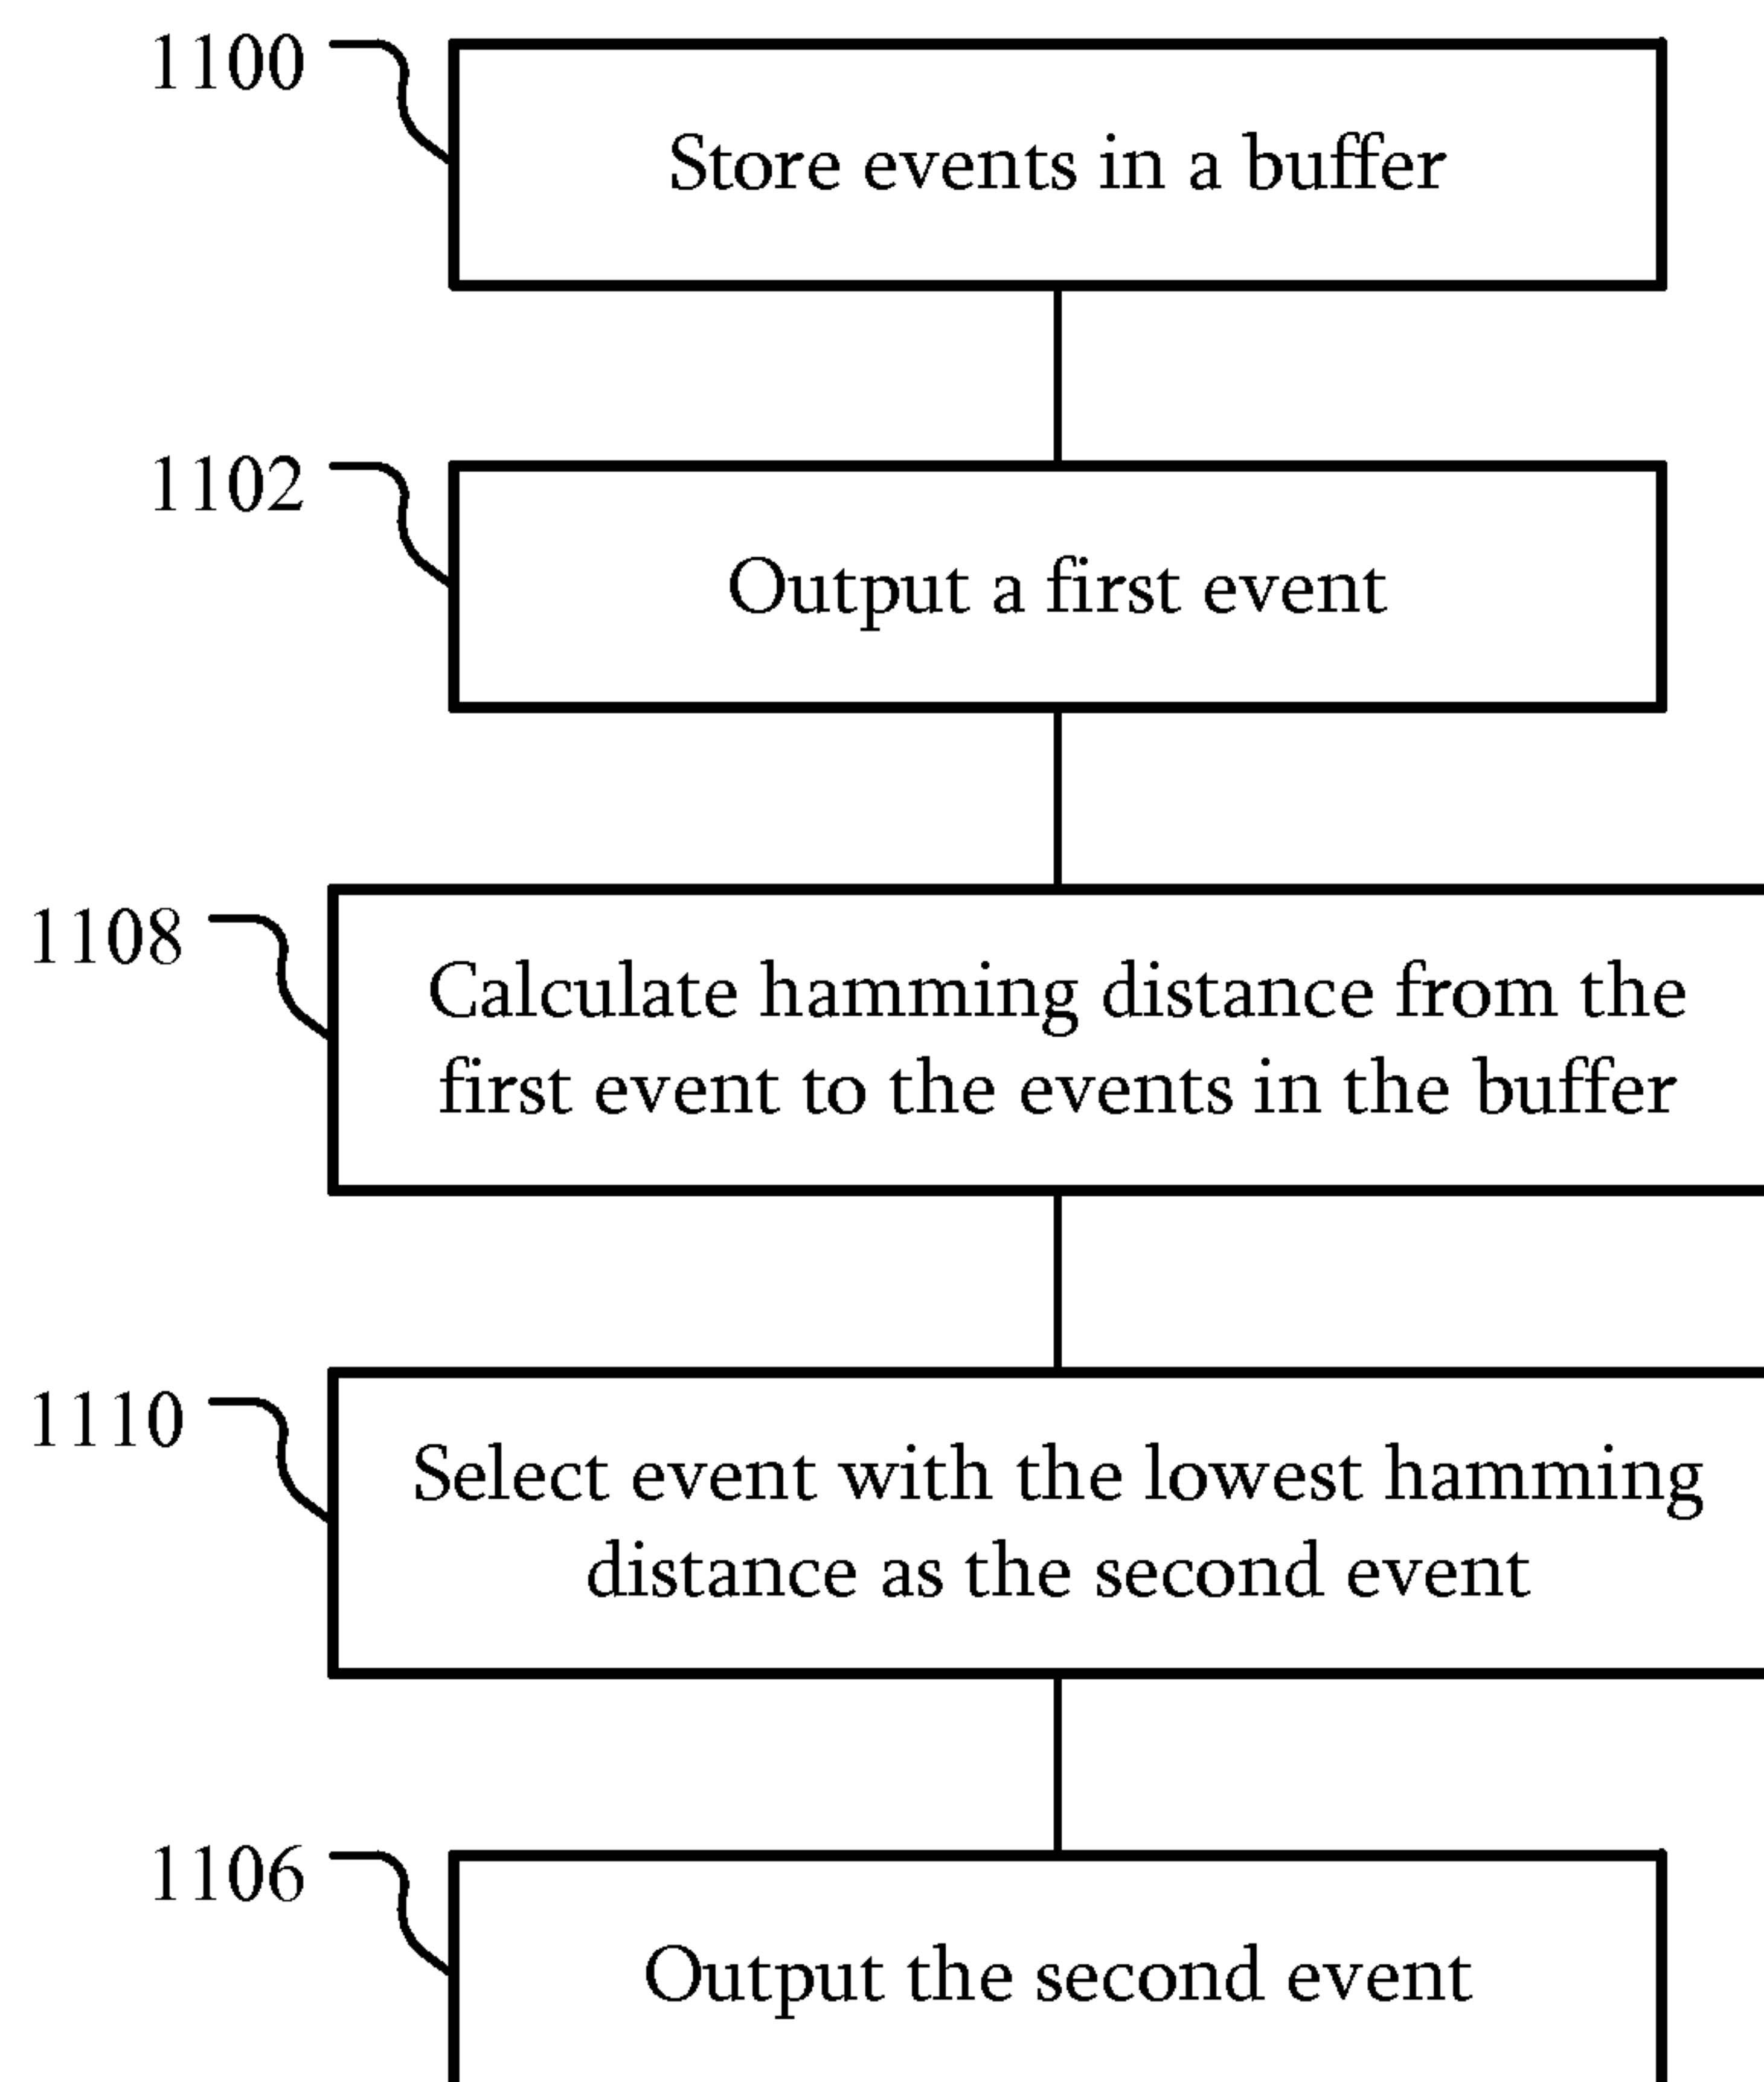 1100
Store events in a buffer
1102
Output a first event
1108
Calculate hamming distance from the
first event to the events in the buffer
1110
Select event with the lowest hamming
distance as the second event
1106
Output the second event